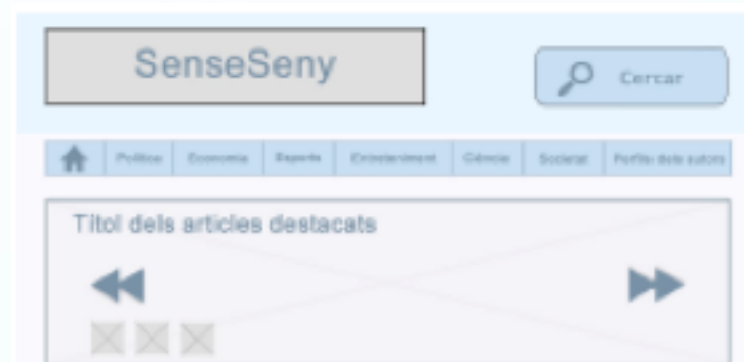 SenseSeny
Cercar
Política Economia Esports Entreteniment Ciència Societat Perfils dels autors
Títol dels articles destacats